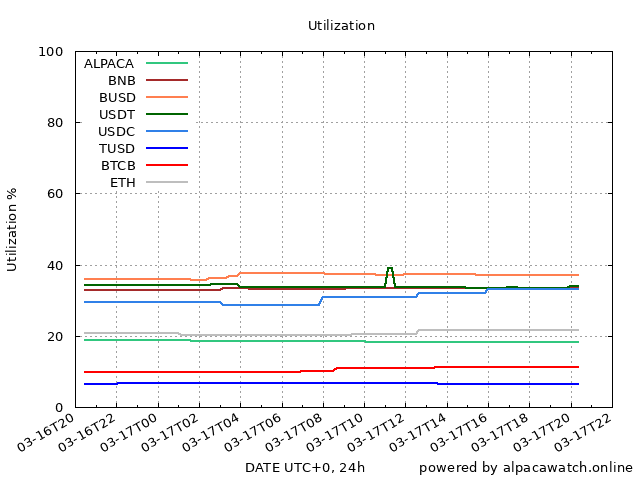 Utilization
100
80
60
40
20
0
Utilization %
ALPACA
BNB
BUSD
USDT
USDC
TUSD
BTCB
ETH
03-16T20
03-16T22
03-17T00
03-17T02
03-17T04
03-17T06
03-17T08
03-17T10
03-17T12
03-17T14
03-17T16
03-17T18
03-17T20
03-17T22
DATE UTC+0, 24h
powered by alpacawatch.online